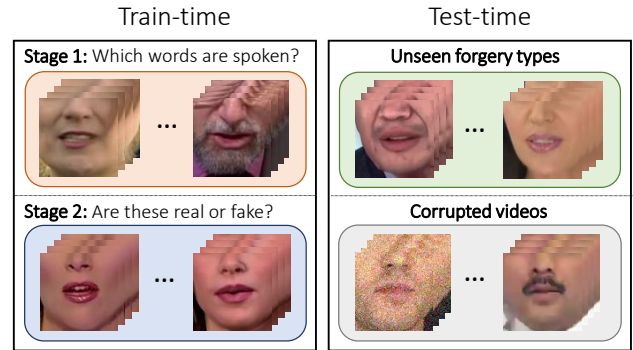 Train-time
Test-time
Stage 1: Which words are spoken?
Unseen forgery types
...
...
Stage 2: Are these real or fake?
Corrupted videos
...
...